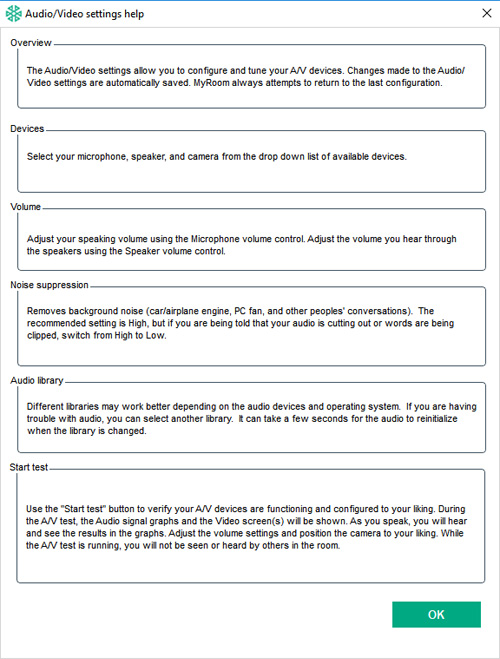 Audio/Video settings help
Overview
The Audio/Video settings allow you to configure and tune your A/V devices. Changes made to the Audio/
Video settings are automatically saved. MyRoom always attempts to return to the last configuration.
Devices
Select your microphone, speaker, and camera from the drop down list of available devices.
Volume
Adjust your speaking volume using the Microphone volume control. Adjust the volume you hear through
the speakers using the Speaker volume control.
Noise suppression
Removes background noise (car/airplane engine, PC fan, and other peoples' conversations). The
recommended setting is High, but if you are being told that your audio is cutting out or words are being
clipped, switch from High to Low.
Audio library
Different libraries may work better depending on the audio devices and operating system. If you are having
trouble with audio, you can select another library. It can take a few seconds for the audio to reinitialize
when the library is changed.
Start test
Use the "Start test" button to verify your A/V devices are functioning and configured to your liking. During
the A/V test, the Audio signal graphs and the Video screen(s) will be shown. As you speak, you will hear
and see the results in the graphs. Adjust the volume settings and position the camera to your liking. While
the A/V test is running, you will not be seen or heard by others in the room.
OK